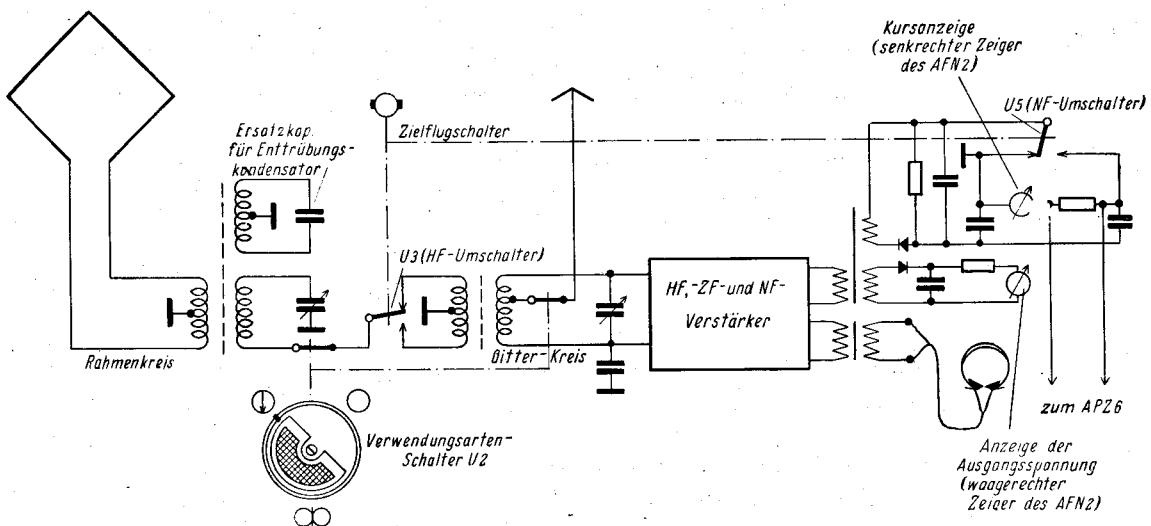 Kursanzeige
(senkrechter Zeiger
des AFN2)
U5(NF-Umschalter)
Zielflugschalter
Ersatzkap.
für Enttrübungs-
kondensator
U3(HF-Umschalter)
HF,-ZF-und NF-
Verstärker
Rahmenkreis
Gitter-Kreis
zum APZ6
Verwendungsarten-
Schalter U2
Anzeige der
Ausgangsspannung
(waagerechter
Zeiger des AFN2)